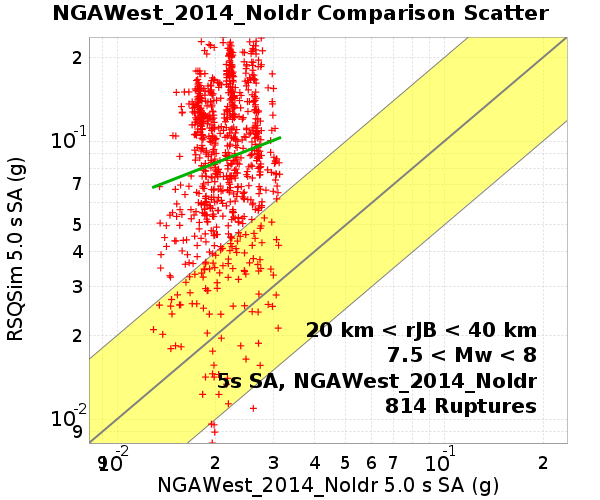 NGAWest_2014_NoIdr Comparison Scatter
RSQSim 5.0 s SA (g)
2
10-1
7
5
4
3
2
10-2
9
20 km < rJB < 40 km
7.5 < Mw < 8
5s SA, NGAWest_2014_NoIdr
814 Ruptures
9 10-2 2 3 4 5 6 7 10-1 2
NGAWest_2014_NoIdr 5.0 s SA (g)